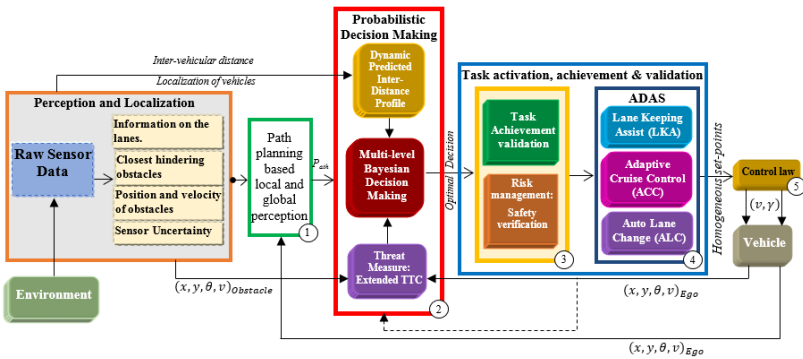 Probabilistic
Decision Making
Inter-vehicular distance
Localization of vehicles
Dynamic
Predicted
Inter-
Distance
Profile
Task activation, achievement & validation
Perception and Localization
Information on the
lanes.
Raw Sensor
Data
Closest hindering
obstacles
Position and velocity
of obstacles
Sensor Uncertainty
Path
planning
based
local and
global
perception
1
P_ath
Multi-level
Bayesian
Decision
Making
Optimal Decision
Task
Achievement
validation
Risk
management:
Safety
verification
3
ADAS
Lane Keeping
Assist (LKA)
Adaptive
Cruise Control
(ACC)
Auto Lane
Change (ALC)
4
Homogeneous set-points
Control law
5
(v, γ)
Vehicle
Environment
(x, y, θ, v)Obstacle
Threat
Measure:
Extended TTC
2
(x, y, θ, v)Ego
(x, y, θ, v)Ego